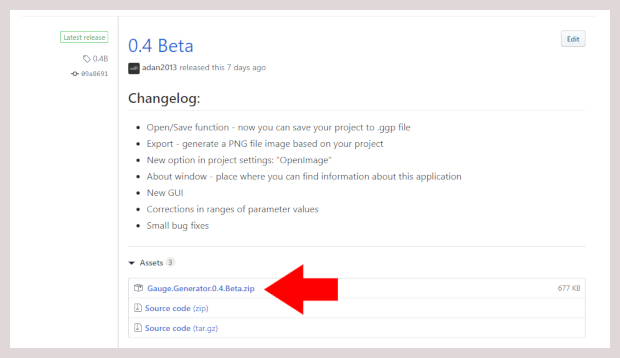 Latest release
0.4 Beta
Edit
0.4B
09a8691
adan2013 released this 7 days ago
Changelog:
Open/Save function - now you can save your project to .ggp file
Export - generate a PNG file image based on your project
New option in project settings: "OpenImage"
About window - place where you can find information about this application
New GUI
Corrections in ranges of parameter values
Small bug fixes
Assets 3
Gauge.Generator.0.4.Beta.zip
677 KB
Source code (zip)
Source code (tar.gz)